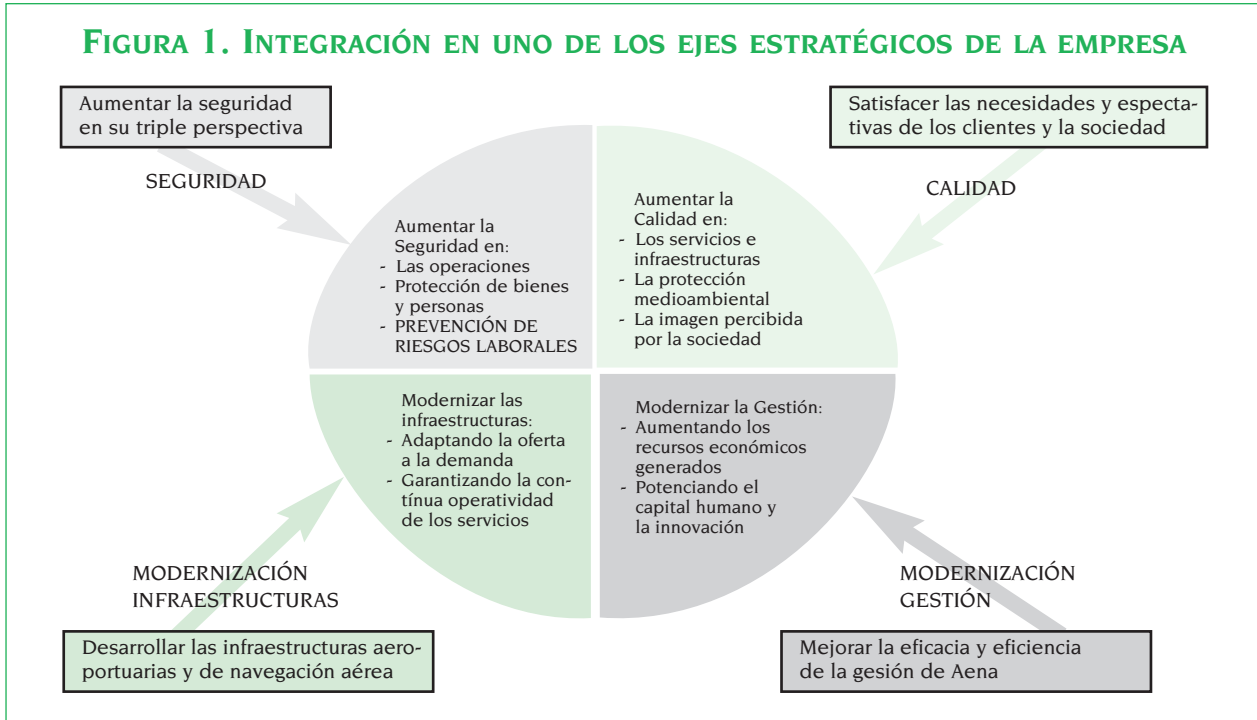 FIGURA 1. INTEGRACIÓN EN UNO DE LOS EJES ESTRATÉGICOS DE LA EMPRESA
Aumentar la seguridad
en su triple perspectiva
SEGURIDAD
Satisfacer las necesidades y especta-
tivas de los clientes y la sociedad
CALIDAD
Aumentar la
Seguridad en:
- Las operaciones
- Protección de bienes
y personas
- PREVENCIÓN DE
RIESGOS LABORALES
Aumentar la
Calidad en:
- Los servicios e
infraestructuras
- La protección
medioambiental
- La imagen percibida
por la sociedad
Modernizar las
infraestructuras:
- Adaptando la oferta
a la demanda
- Garantizando la con-
tínua operatividad
de los servicios
Modernizar la Gestión:
- Aumentando los
recursos económicos
generados
- Potenciando el
capital humano y
la innovación
MODERNIZACIÓN
INFRAESTRUCTURAS
Desarrollar las infraestructuras aero-
portuarias y de navegación aérea
MODERNIZACIÓN
GESTIÓN
Mejorar la eficacia y eficiencia
de la gesión de Aena